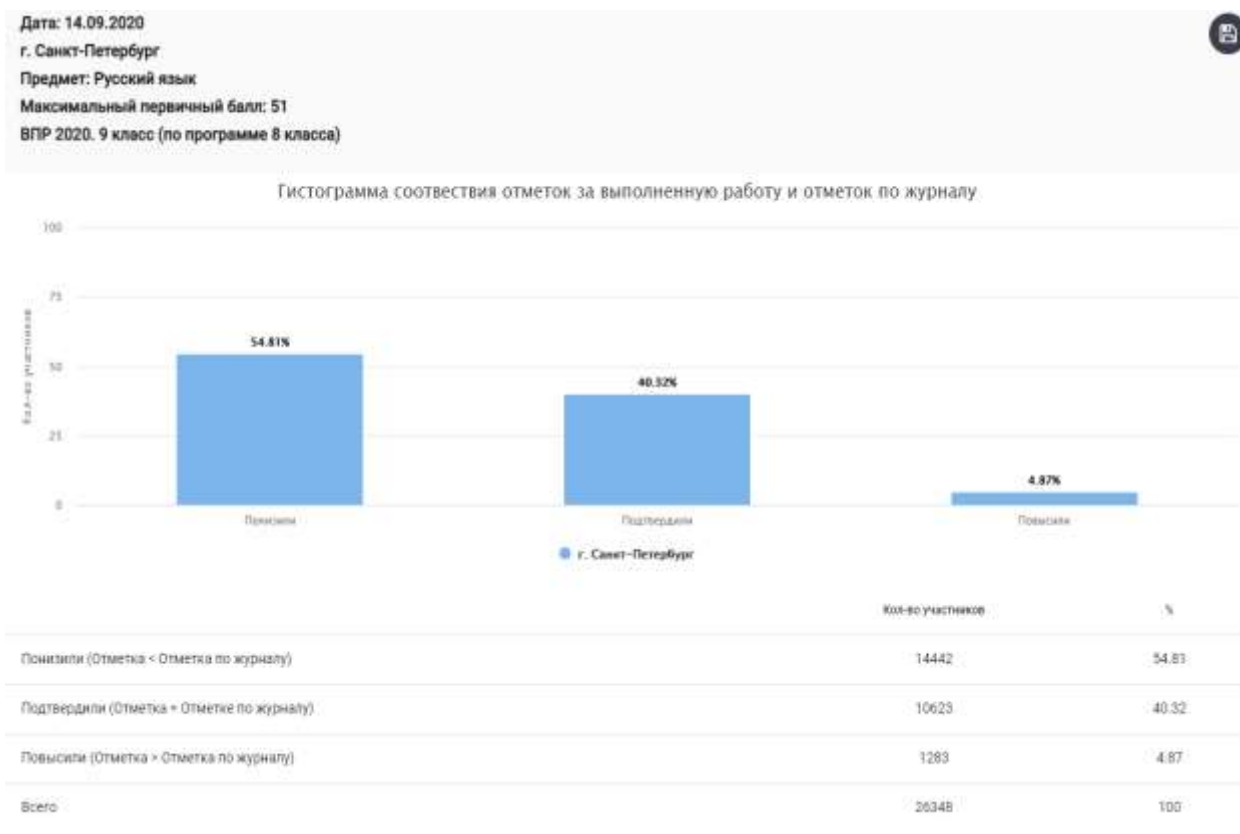 Дата: 14.09.2020
г. Санкт-Петербург
Предмет: Русский язык
Максимальный первичный балл: 51
ВПР 2020. 9 класс (по программе 8 класса)
Гистограмма соотвествия отметок за выполненную работу и отметок по журналу
100
75
50
25
0
Кол-во участников
54.81%
40.32%
4.87%
Понизили Подтвердили Повысили
г. Санкт-Петербург
Кол-во участников %
Понизили (Отметка < Отметка по журналу) 14442 54.81
Подтвердили (Отметка = Отметке по журналу) 10623 40.32
Повысили (Отметка > Отметка по журналу) 1283 4.87
Всего 26348 100